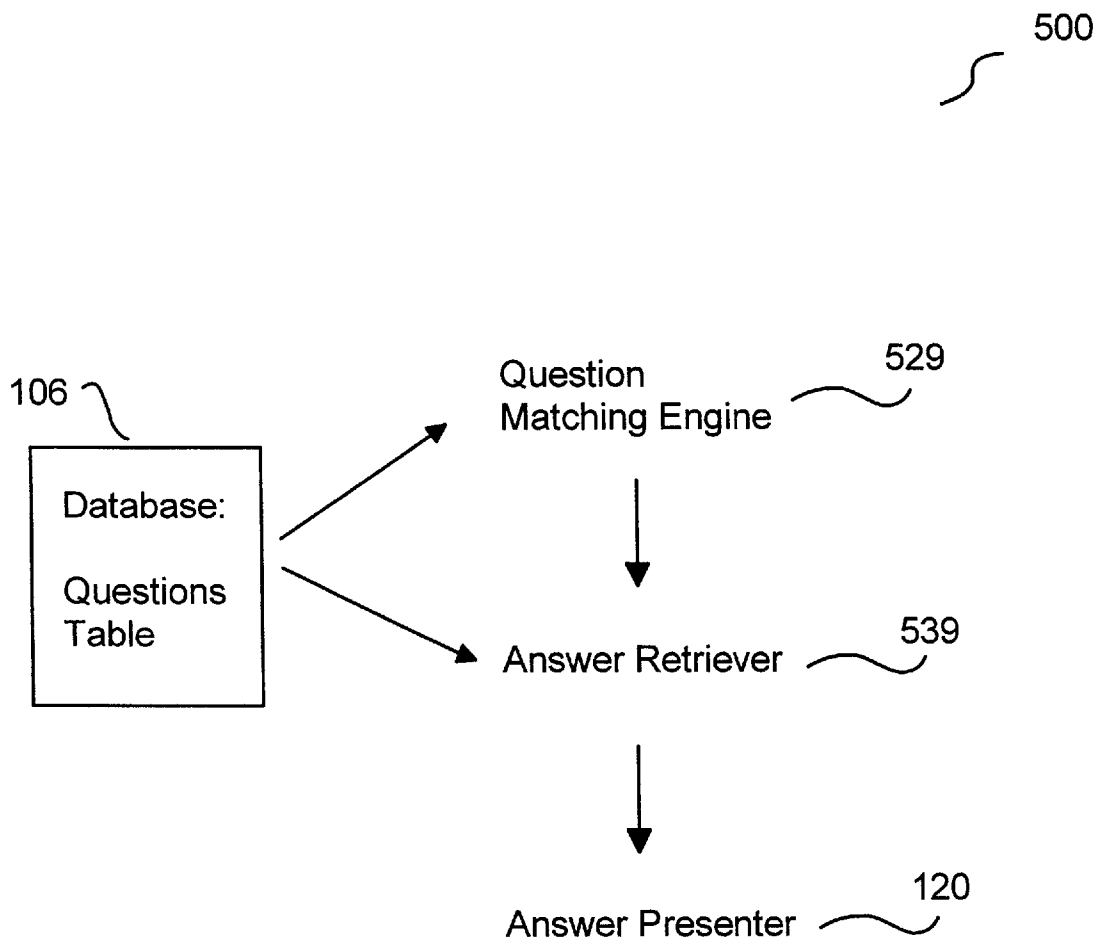 500
Question
Matching Engine
529
106
Database:
Questions
Table
Answer Retriever
539
Answer Presenter
120